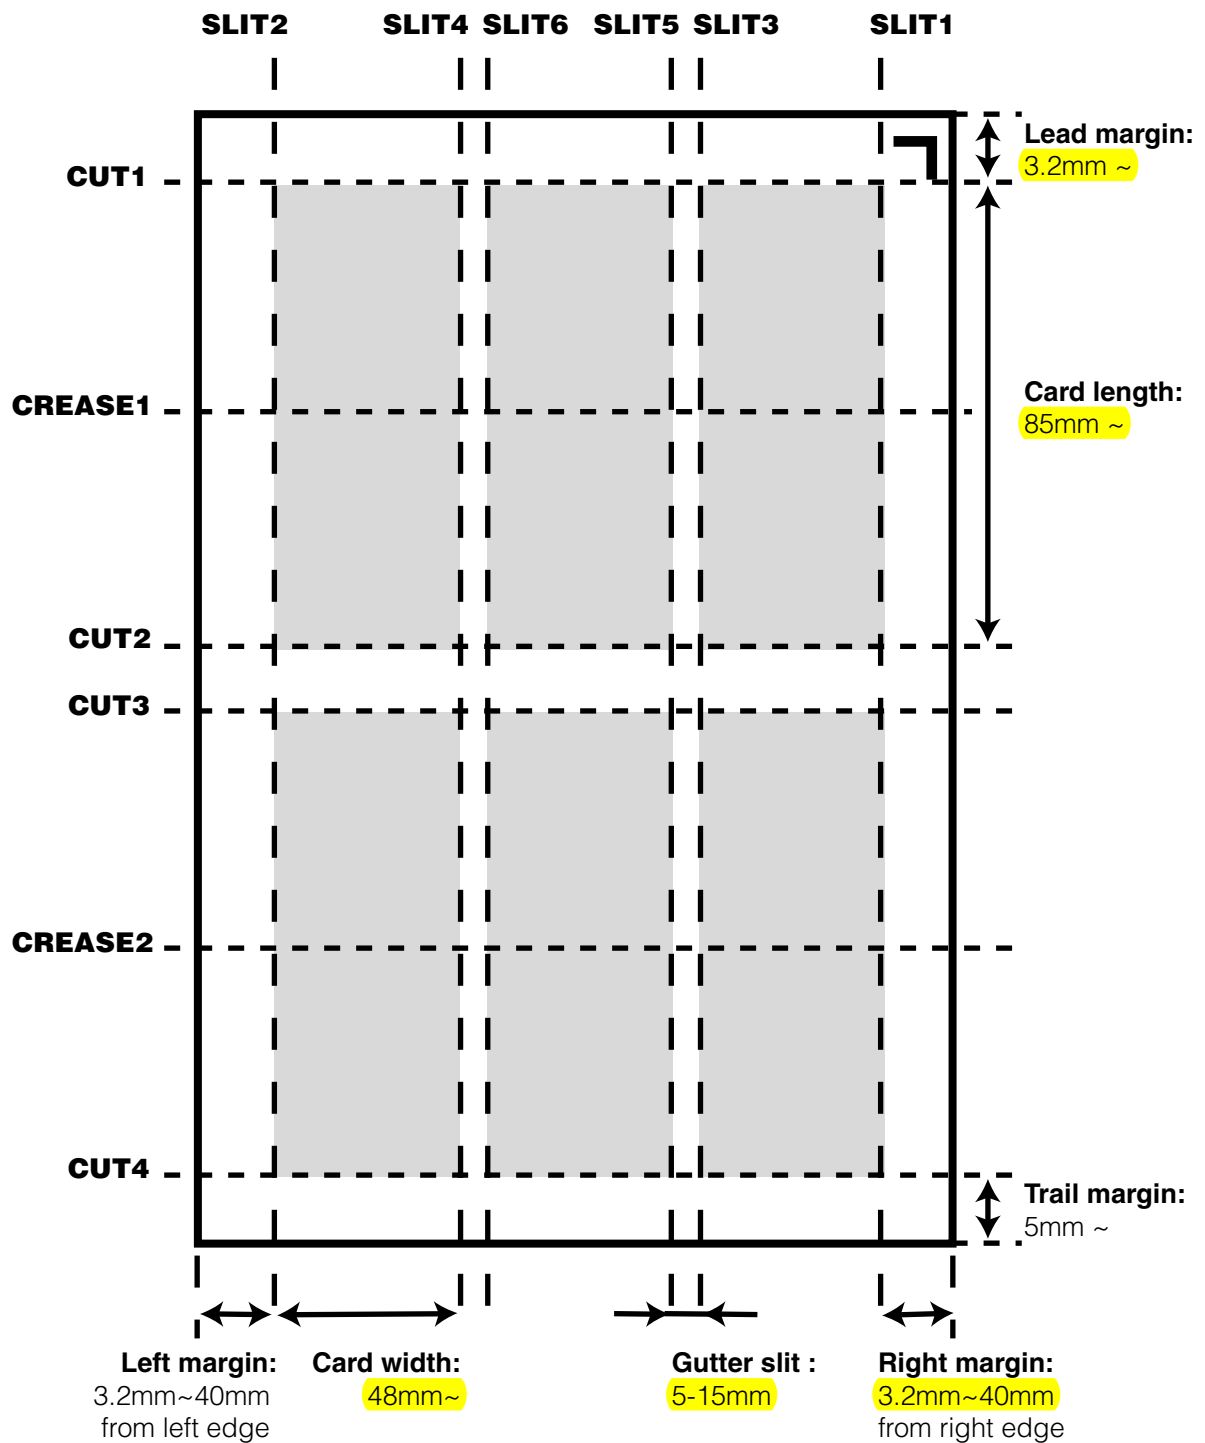 SLIT2 SLIT4 SLIT6 SLIT5 SLIT3 SLIT1
Lead margin:
3.2mm ~
CUT1
Card length:
85mm ~
CREASE1
CUT2
CUT3
CREASE2
CUT4
Trail margin:
5mm ~
Left margin:
3.2mm~40mm
from left edge
Card width:
48mm~
Gutter slit :
5-15mm
Right margin:
3.2mm~40mm
from right edge